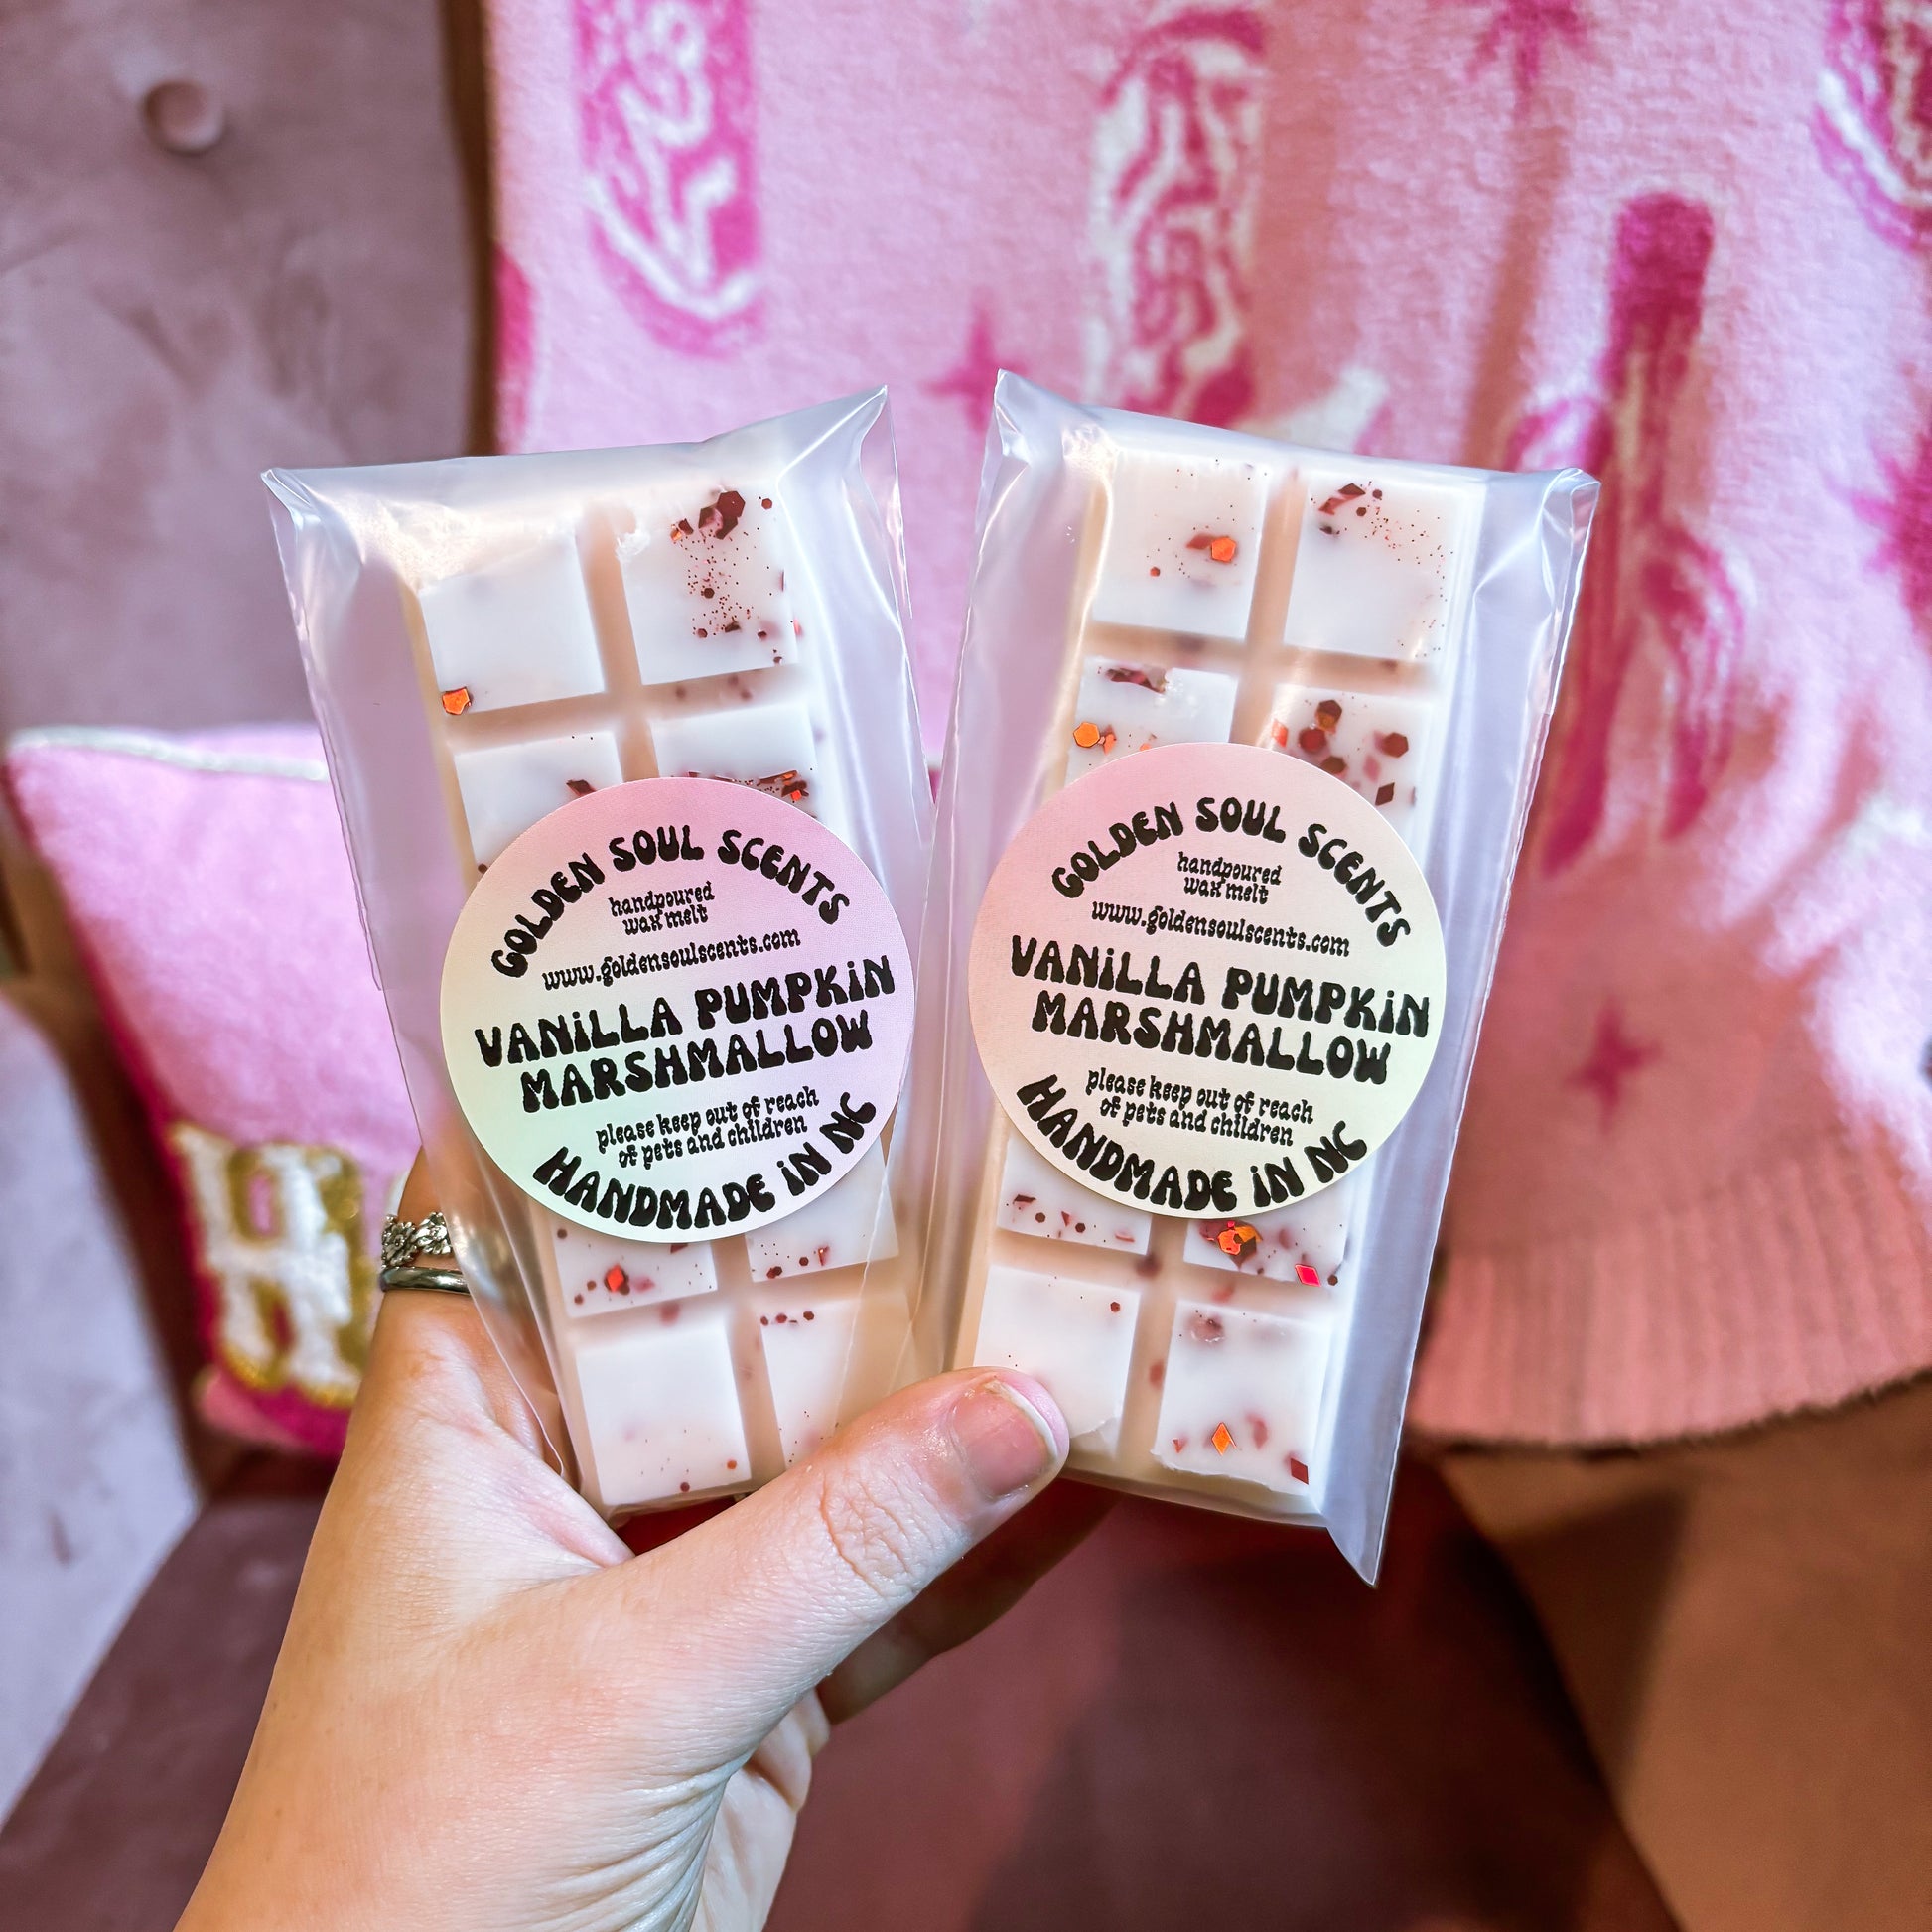 GOLDEN SOUL SCENTS
handpoured
wax melt
www.goldensoulscents.com
VANiLLA PUMPKiN
MARSHMALLOW
please keep out of reach
of pets and children
HANDMADE iN NC
GOLDEN SOUL SCENTS
handpoured
wax melt
www.goldensoulscents.com
VANiLLA PUMPKiN
MARSHMALLOW
please keep out of reach
of pets and children
HANDMADE iN NC